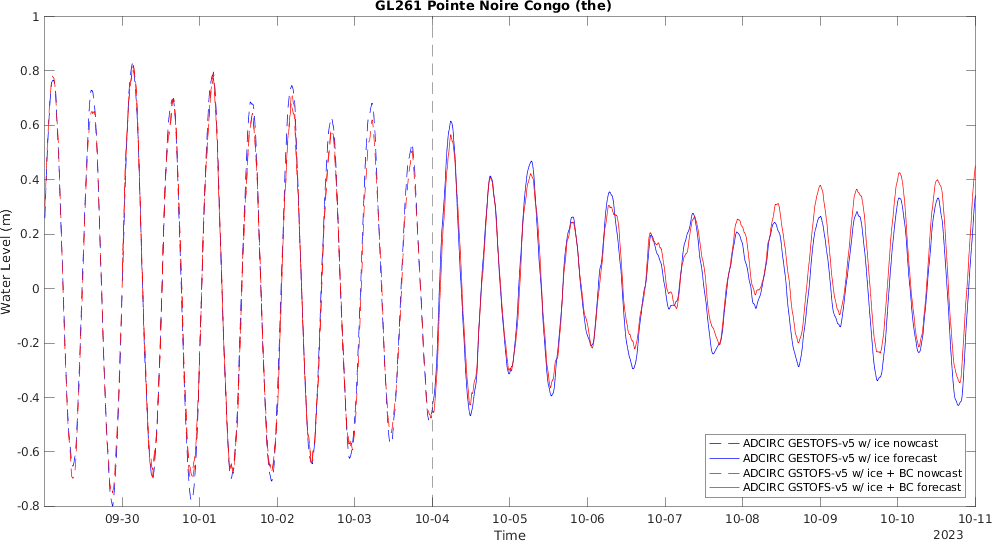 GL261 Pointe Noire Congo (the)
Water Level (m)
1
0.8
0.6
0.4
0.2
0
-0.2
-0.4
-0.6
-0.8
ADCIRC GESTOFS-v5 w/ ice nowcast
ADCIRC GESTOFS-v5 w/ ice forecast
ADCIRC GSTOFS-v5 w/ ice + BC nowcast
ADCIRC GSTOFS-v5 w/ ice + BC forecast
09-30 10-01 10-02 10-03 10-04 10-05 10-06 10-07 10-08 10-09 10-10 10-11
Time
2023